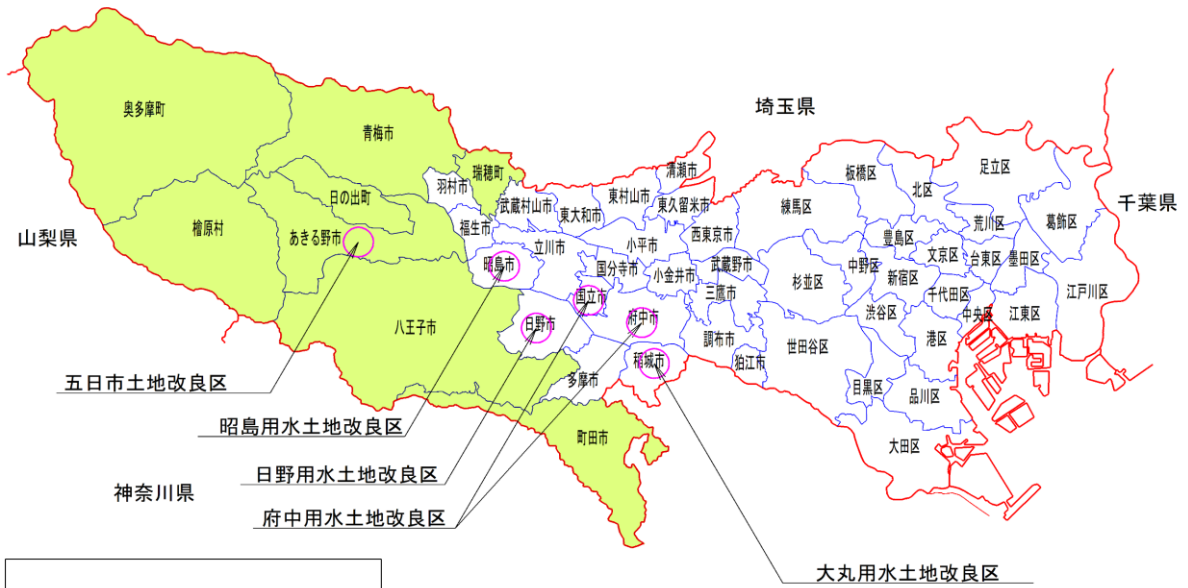 埼玉県
千葉県
山梨県
神奈川県
奥多摩町
青梅市
瑞穂町
羽村市
日の出町
檜原村
あきる野市
福生市
武蔵村山市
東大和市
東村山市
清瀬市
東久留米市
立川市
昭島市
小平市
西東京市
国分寺市
小金井市
武蔵野市
国立市
三鷹市
八王子市
日野市
府中市
調布市
狛江市
稲城市
多摩市
町田市
板橋区
北区
足立区
練馬区
豊島区
荒川区
葛飾区
文京区
台東区
墨田区
中野区
新宿区
杉並区
千代田区
江戸川区
渋谷区
中央区
江東区
世田谷区
港区
目黒区
品川区
大田区
五日市土地改良区
昭島用水土地改良区
日野用水土地改良区
府中用水土地改良区
大丸用水土地改良区